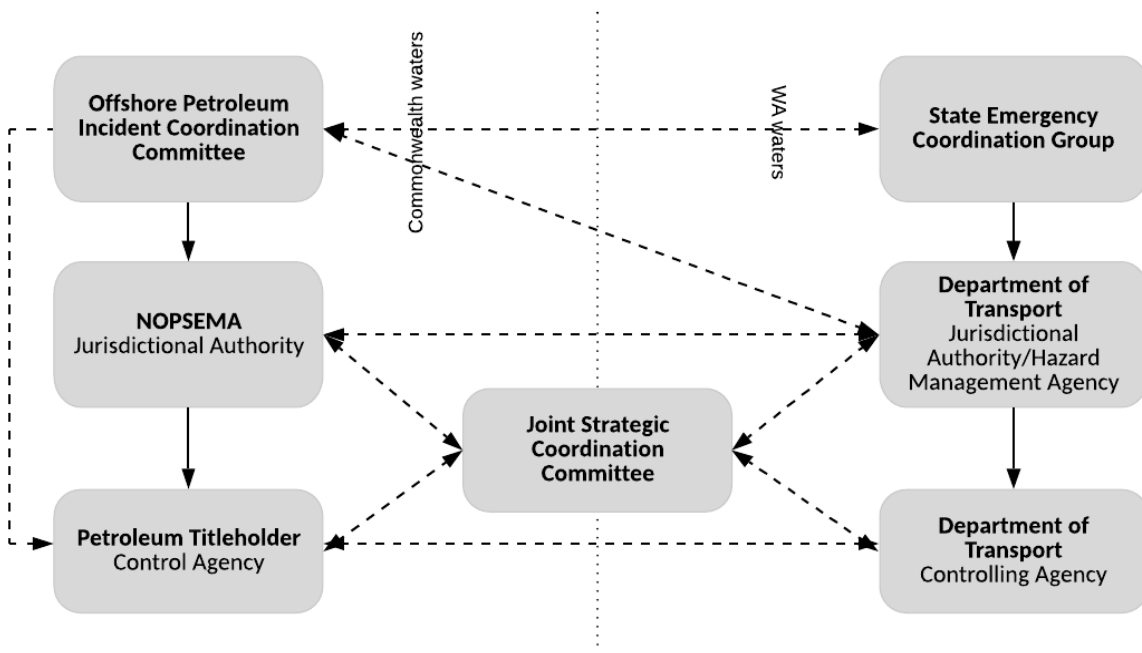 Offshore Petroleum
Incident Coordination
Committee
Commonwealth waters
WA waters
State Emergency
Coordination Group
NOPSEMA
Jurisdictional Authority
Department of
Transport
Jurisdictional
Authority/Hazard
Management Agency
Joint Strategic
Coordination
Committee
Petroleum Titleholder
Control Agency
Department of
Transport
Controlling Agency